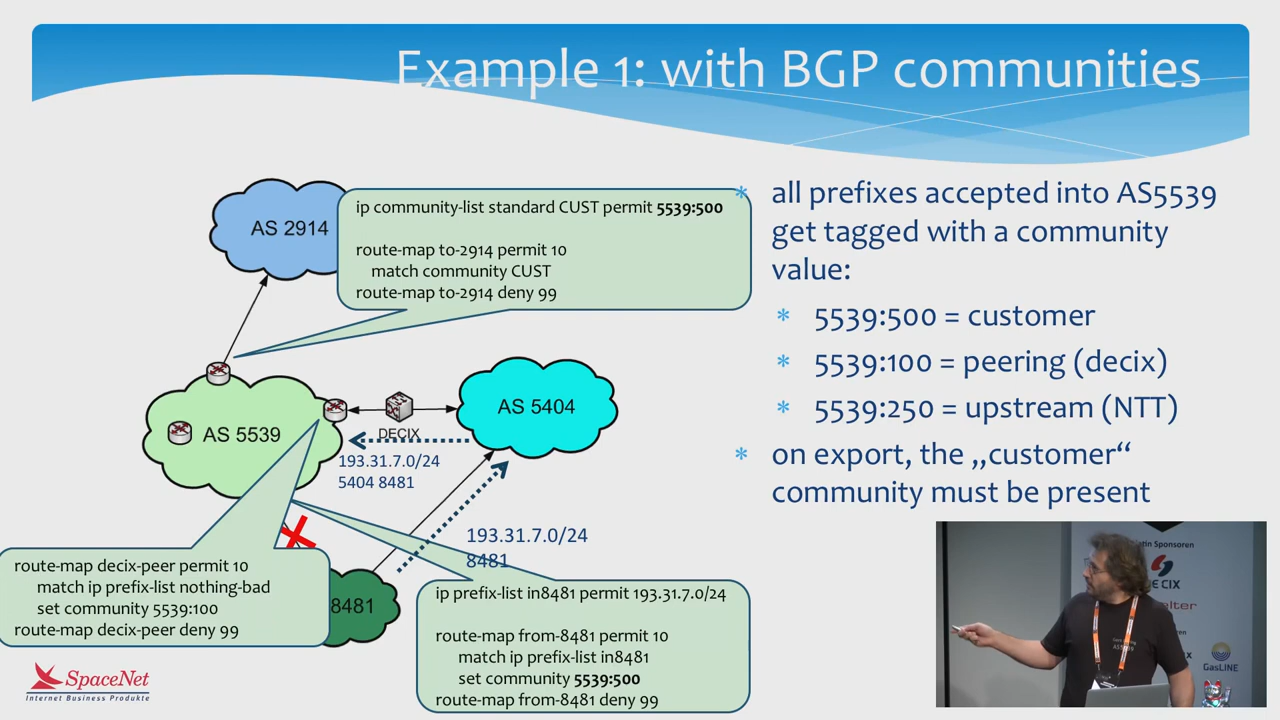 Example 1: with BGP communities
AS 2914
ip community-list standard CUST permit 5539:500
route-map to-2914 permit 10
match community CUST
route-map to-2914 deny 99
AS 5539
DECIX
AS 5404
193.31.7.0/24
5404 8481
193.31.7.0/24
8481
route-map decix-peer permit 10
match ip prefix-list nothing-bad
set community 5539:100
route-map decix-peer deny 99
8481
ip prefix-list in8481 permit 193.31.7.0/24
route-map from-8481 permit 10
match ip prefix-list in8481
set community 5539:500
route-map from-8481 deny 99
* all prefixes accepted into AS5539
get tagged with a community
value:
* 5539:500 = customer
* 5539:100 = peering (decix)
* 5539:250 = upstream (NTT)
* on export, the „customer“
community must be present
SpaceNet
Internet Business Produkte
Sponsoren
CIX
GasLINE